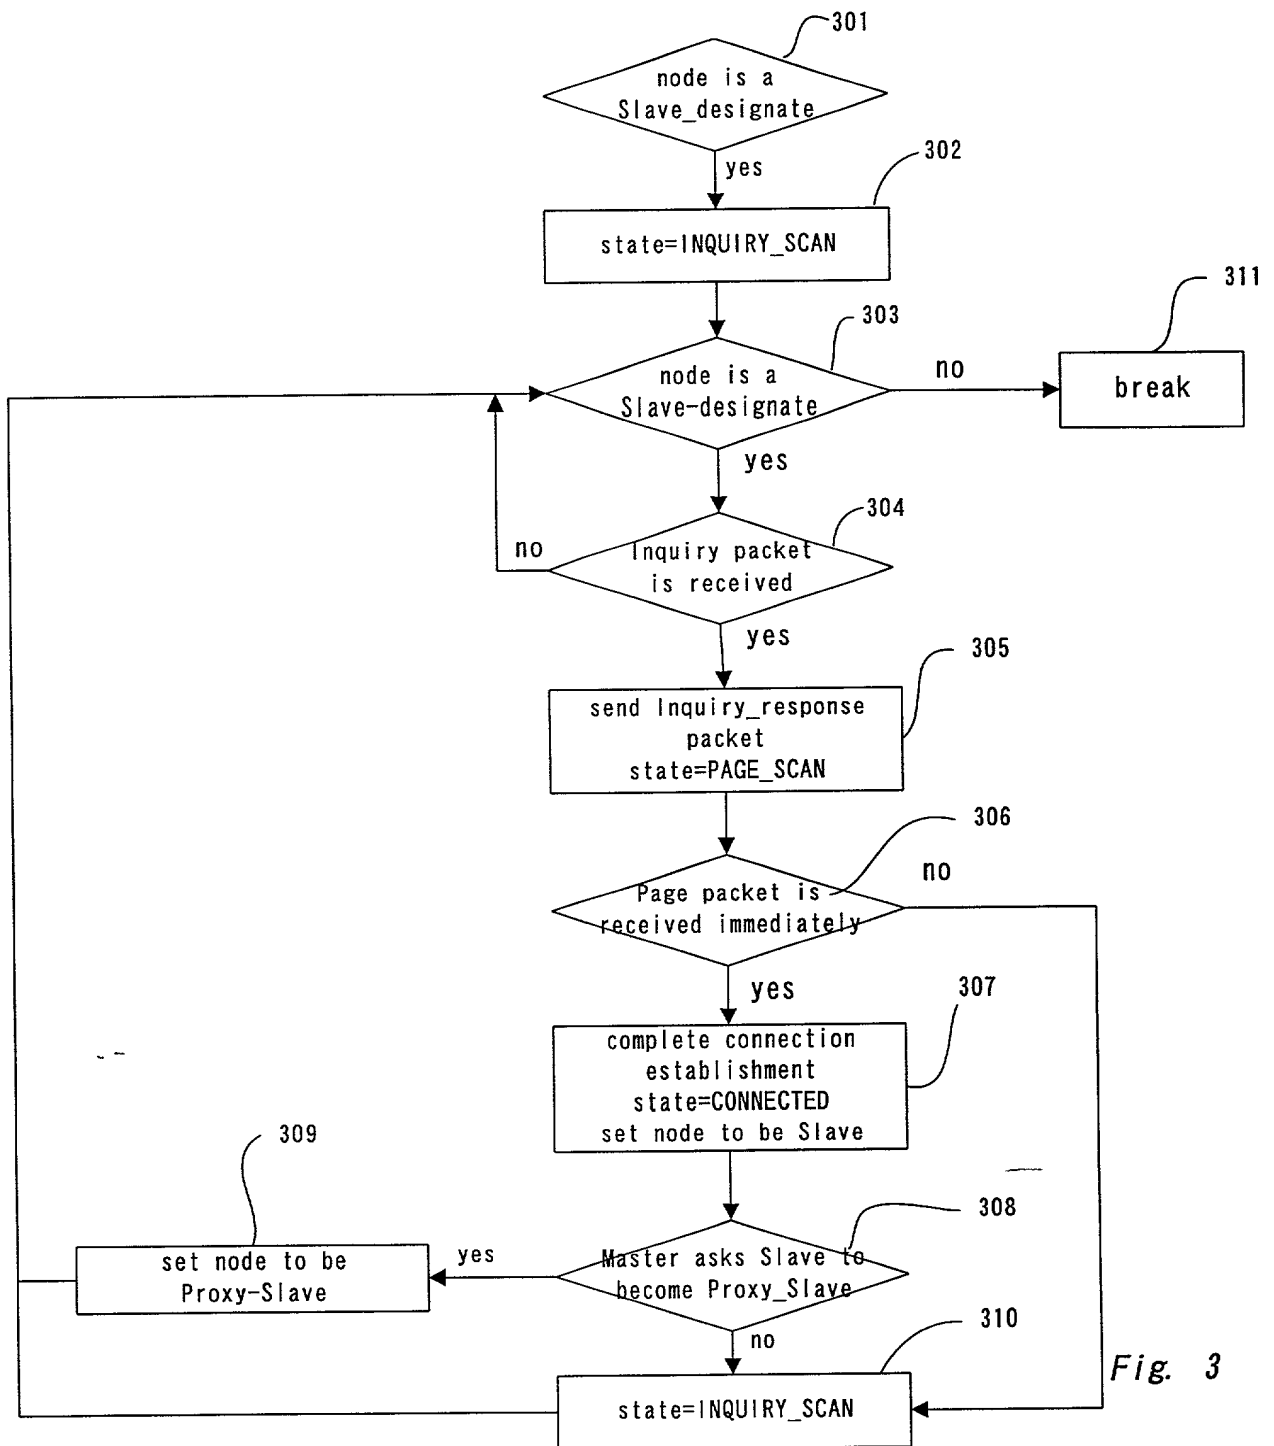 301
node is a
Slave_designate
yes
302
state=INQUIRY_SCAN
303
node is a
Slave-designate
no
311
break
yes
304
Inquiry packet
is received
no
yes
305
send Inquiry_response
packet
state=PAGE_SCAN
306
Page packet is
received immediately
no
yes
307
complete connection
establishment
state=CONNECTED
set node to be Slave
308
Master asks Slave to
become Proxy_Slave
yes
309
set node to be
Proxy-Slave
no
310
state=INQUIRY_SCAN
Fig. 3